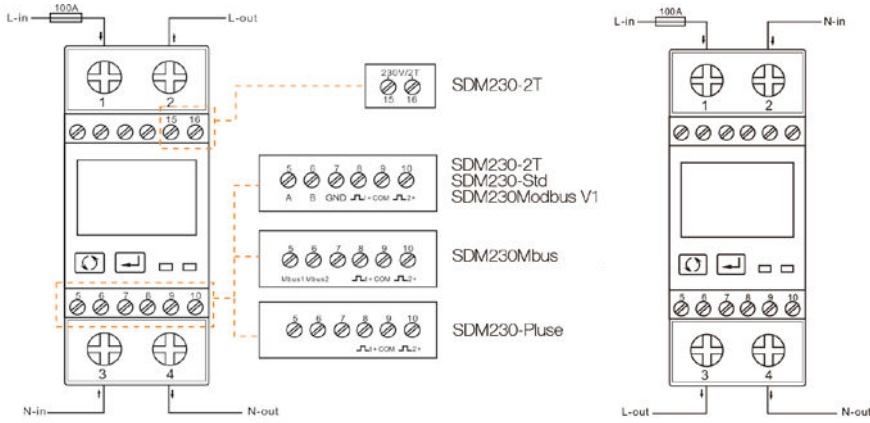 100A
L-in
L-out
1
2
15 16
5 6 7 8 9 10
3
4
N-in
N-out
230V/2T
15 16
SDM230-2T
5 6 7 8 9 10
A B GND 1+ COM 2+
SDM230-2T
SDM230-Std
SDM230Modbus V1
5 6 7 8 9 10
Mbus1 Mbus2 1+ COM 2+
SDM230Mbus
5 6 7 8 9 10
1+ COM 2+
SDM230-Pluse
100A
L-in
N-in
1
2
5 6 7 8 9 10
3
4
L-out
N-out